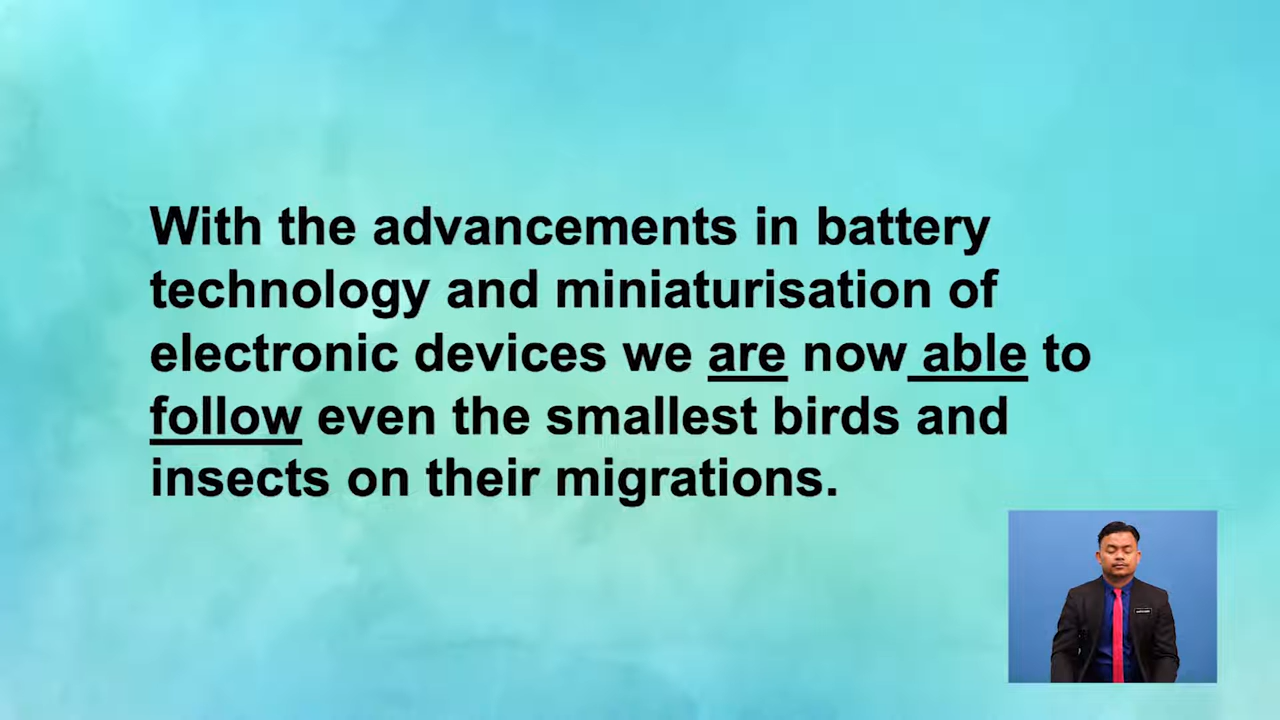 With the advancements in battery
technology and miniaturisation of
electronic devices we are now able to
follow even the smallest birds and
insects on their migrations.